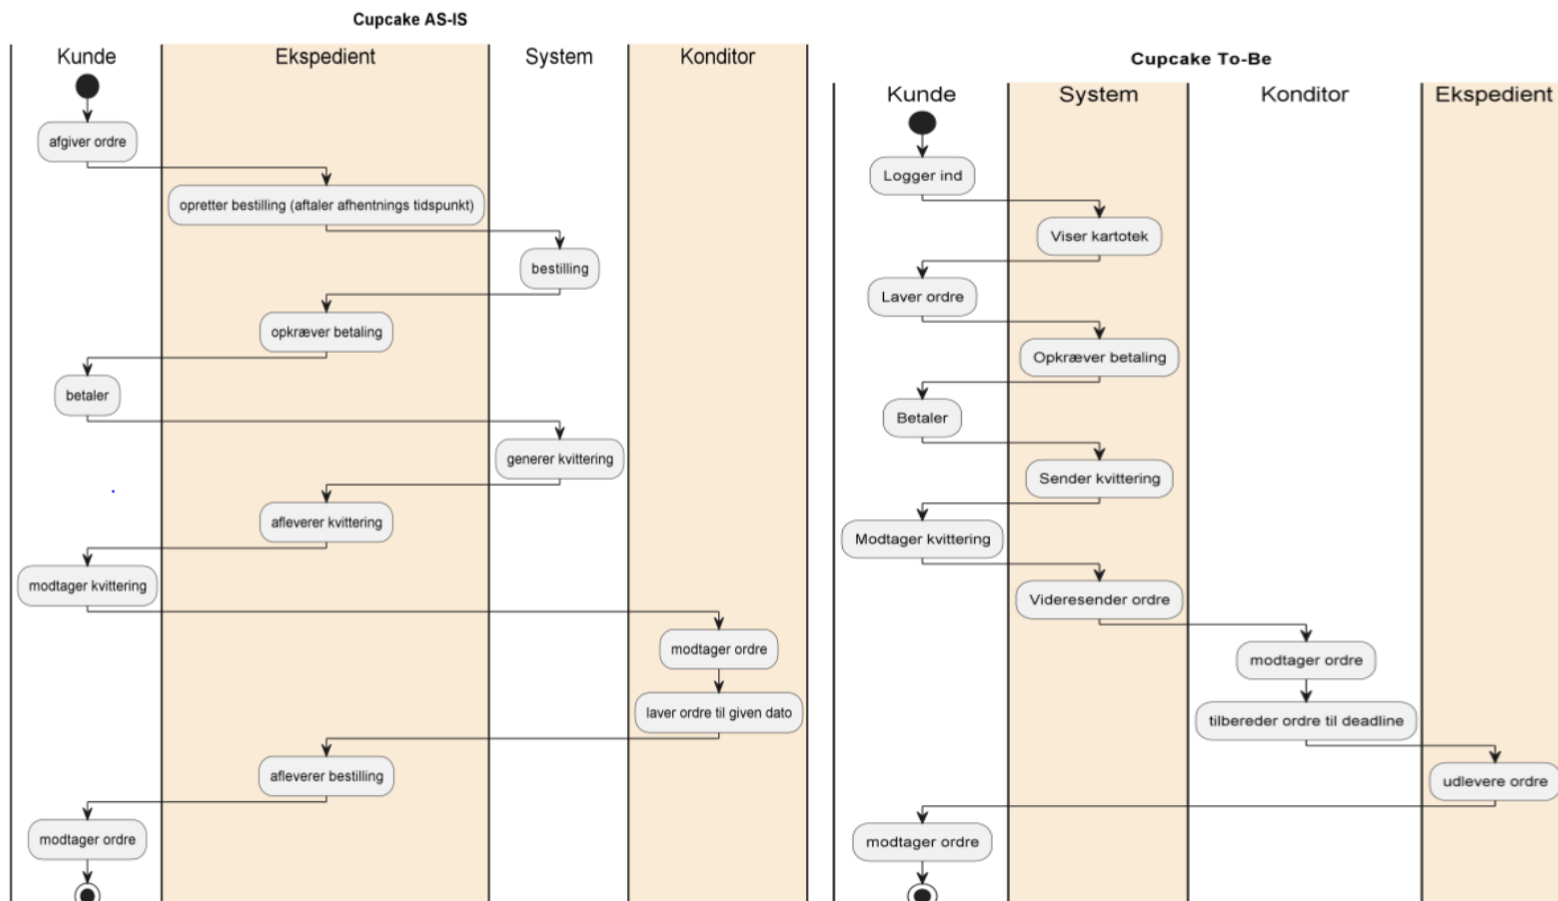 Cupcake AS-IS
Kunde
Ekspedient
System
Konditor
afgiver ordre
opretter bestilling (aftaler afhentnings tidspunkt)
bestilling
opkræver betaling
betaler
generer kvittering
afleverer kvittering
modtager kvittering
modtager ordre
laver ordre til given dato
afleverer bestilling
modtager ordre
Cupcake To-Be
Kunde
System
Konditor
Ekspedient
Logger ind
Viser kartotek
Laver ordre
Opkræver betaling
Betaler
Sender kvittering
Modtager kvittering
Videresender ordre
modtager ordre
tilbereder ordre til deadline
udlevere ordre
modtager ordre